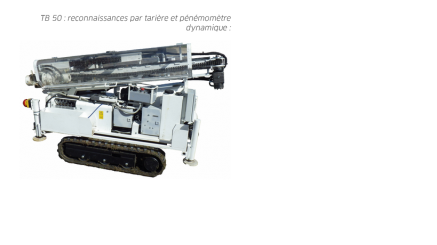 TB 50 : reconnaissances par tarière et pénémomètre
dynamique :